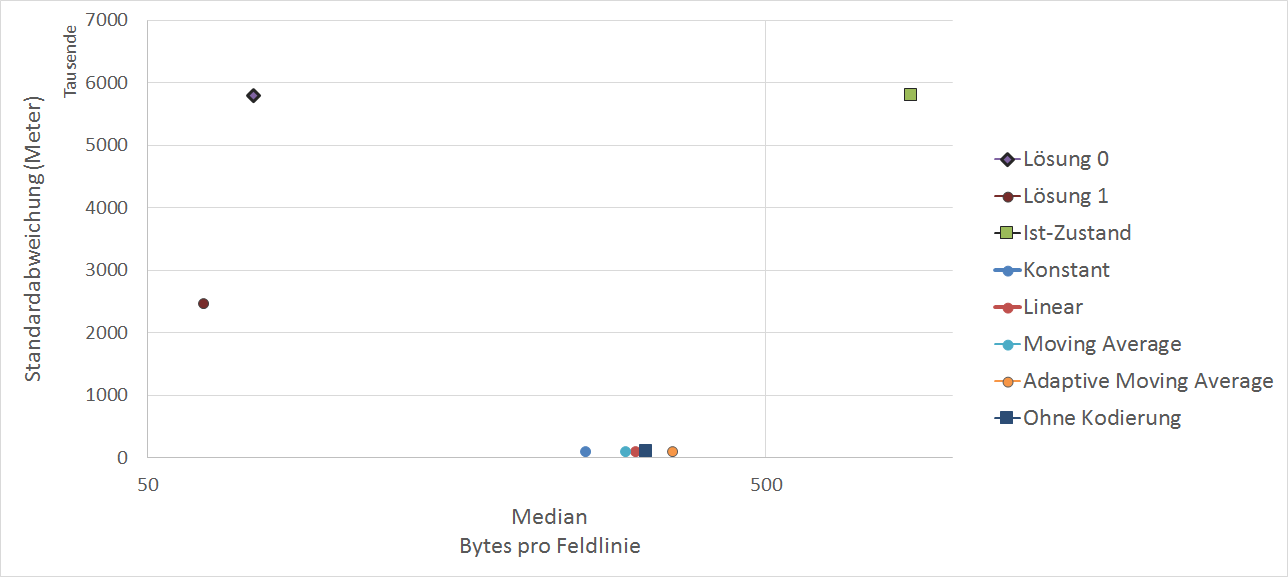 Standardabweichung (Meter)
Tausende
7000
6000
5000
4000
3000
2000
1000
0
50
500
Median
Bytes pro Feldlinie
Lösung 0
Lösung 1
Ist-Zustand
Konstant
Linear
Moving Average
Adaptive Moving Average
Ohne Kodierung